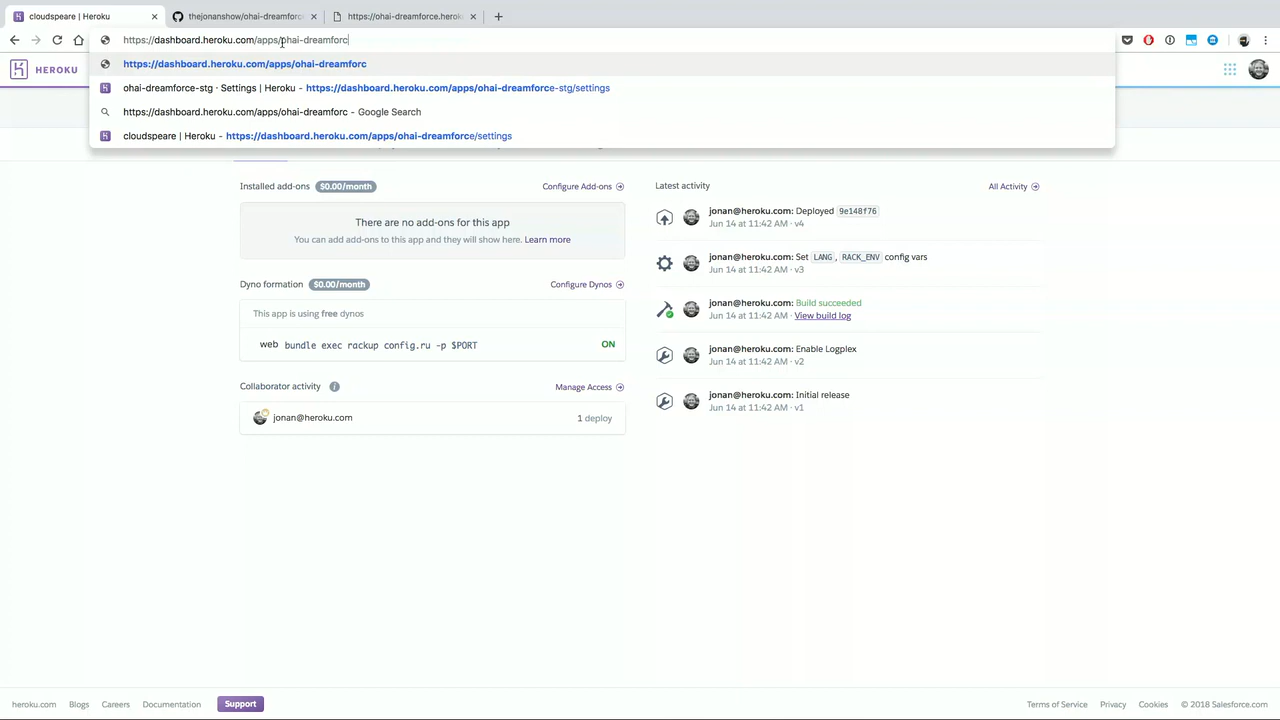 cloudspeare | Heroku
thejonanshow/ohai-dreamforc
https://ohai-dreamforce.herok
https://dashboard.heroku.com/apps/ohai-dreamforc
https://dashboard.heroku.com/apps/ohai-dreamforc
ohai-dreamforce-stg · Settings | Heroku - https://dashboard.heroku.com/apps/ohai-dreamforce-stg/settings
https://dashboard.heroku.com/apps/ohai-dreamforc - Google Search
cloudspeare | Heroku - https://dashboard.heroku.com/apps/ohai-dreamforce/settings
HEROKU
Installed add-ons $0.00/month
Configure Add-ons
There are no add-ons for this app
You can add add-ons to this app and they will show here. Learn more
Dyno formation $0.00/month
Configure Dynos
This app is using free dynos
web bundle exec rackup config.ru -p $PORT
ON
Collaborator activity
Manage Access
jonan@heroku.com
1 deploy
Latest activity
All Activity
jonan@heroku.com: Deployed 9e148f76
Jun 14 at 11:42 AM · v4
jonan@heroku.com: Set LANG, RACK_ENV config vars
Jun 14 at 11:42 AM · v3
jonan@heroku.com: Build succeeded
Jun 14 at 11:42 AM · View build log
jonan@heroku.com: Enable Logplex
Jun 14 at 11:42 AM · v2
jonan@heroku.com: Initial release
Jun 14 at 11:42 AM · v1
heroku.com
Blogs
Careers
Documentation
Support
Terms of Service
Privacy
Cookies
© 2018 Salesforce.com